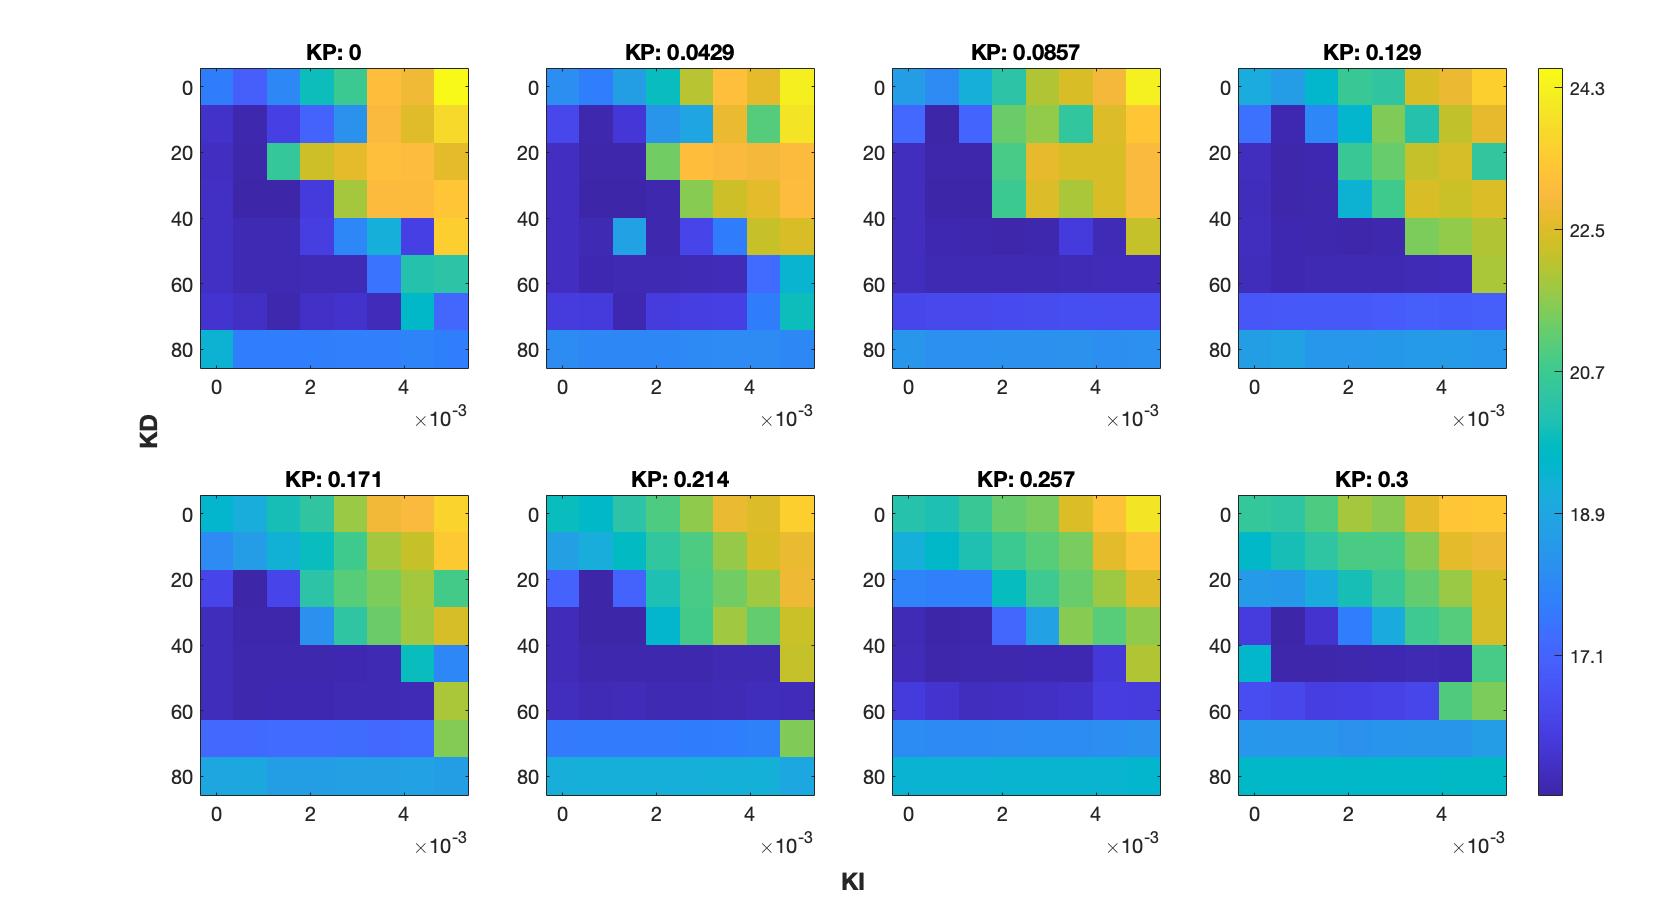 KP: 0 KP: 0.0429 KP: 0.0857 KP: 0.129
0 0 0 0 24.3
20 20 20 20
22.5
40 40 40 40
60 60 60 60
20.7
80 80 80 80
0 2 4 0 2 4 0 2 4 0 2 4
×10-3 ×10-3 ×10-3 ×10-3
KD
KP: 0.171 KP: 0.214 KP: 0.257 KP: 0.3
0 0 0 0 18.9
20 20 20 20
40 40 40 40 17.1
60 60 60 60
80 80 80 80
0 2 4 0 2 4 0 2 4 0 2 4
×10-3 ×10-3 ×10-3 ×10-3
KI